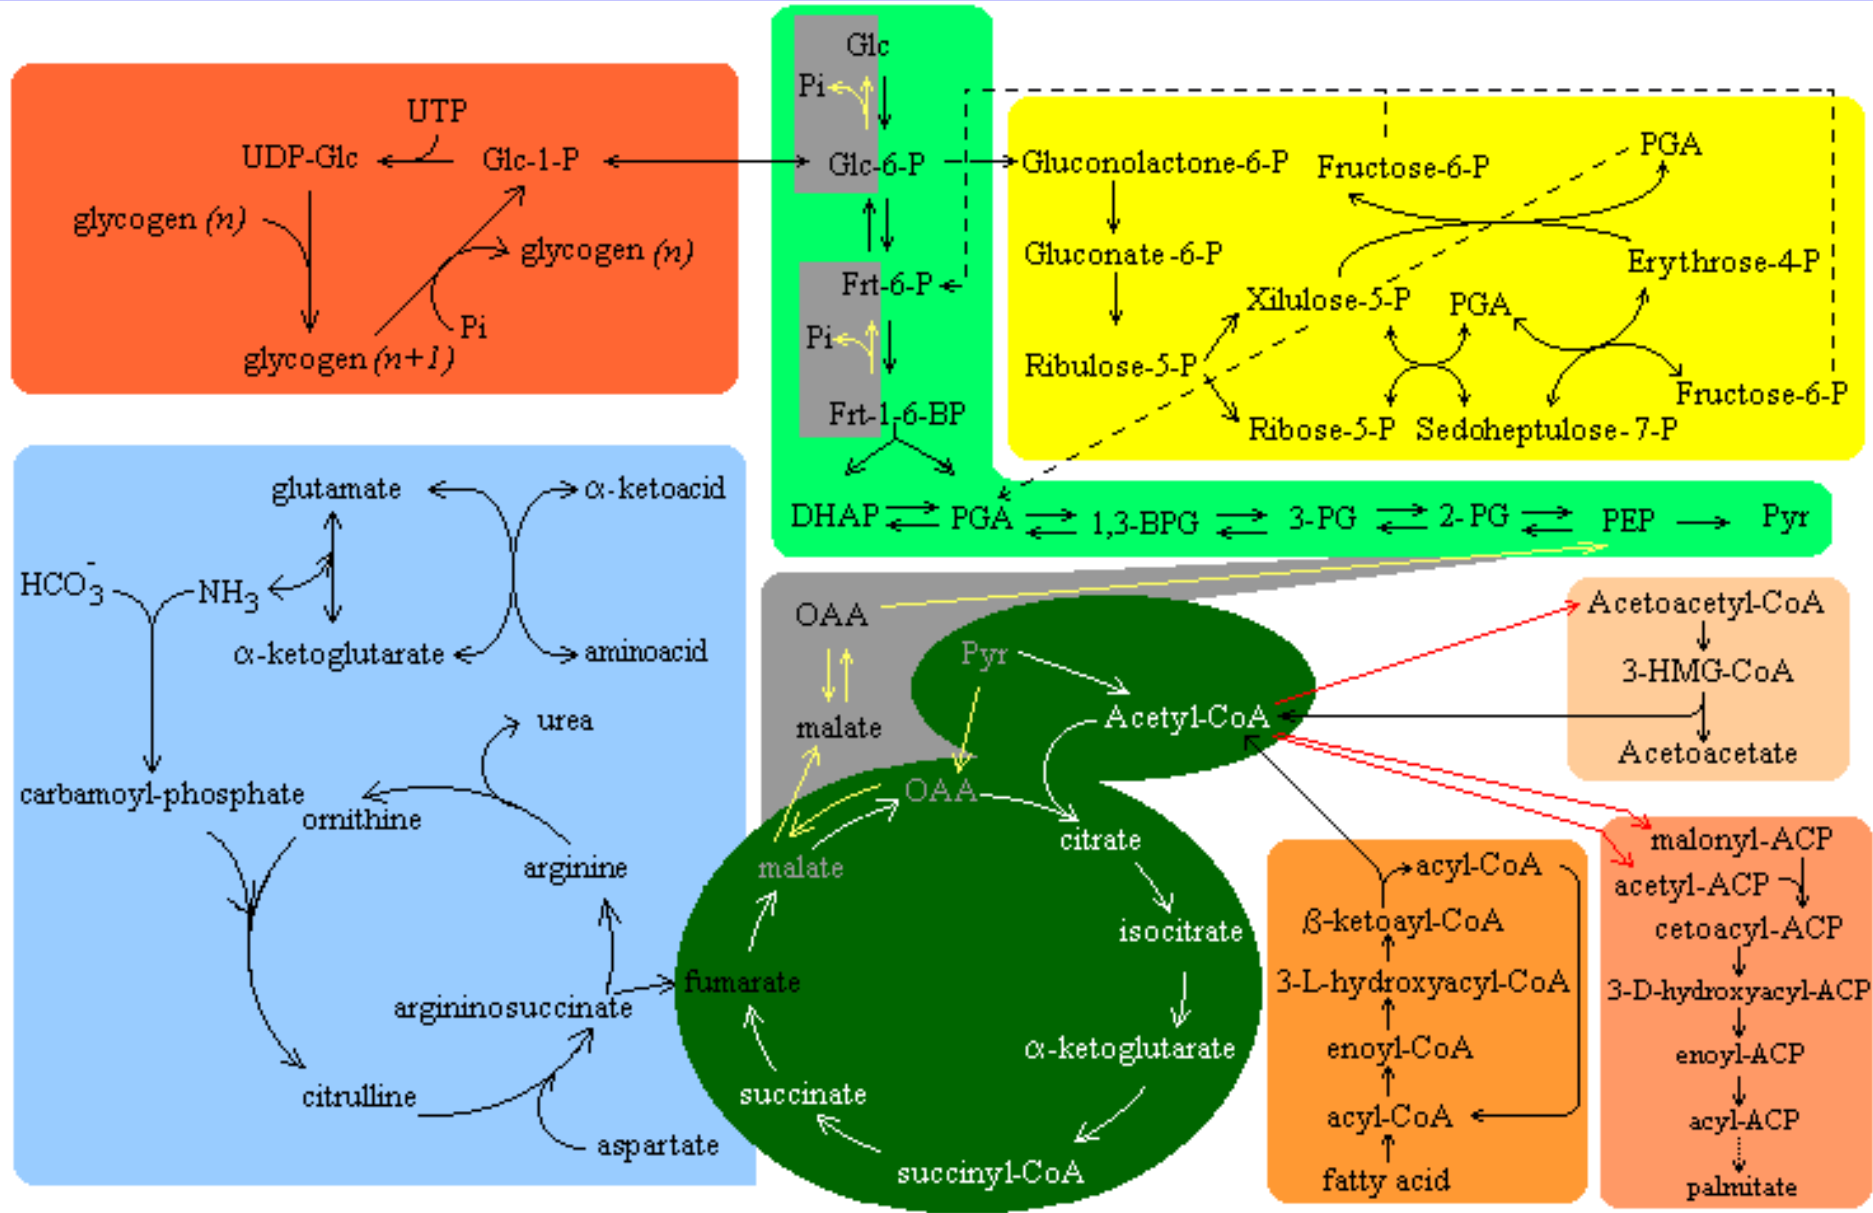 UTP
UDP-Glc
Glc-1-P
glycogen (n)
glycogen (n)
Pi
glycogen (n+1)
Glc
Pi
Glc-6-P
Frt-6-P
Pi
Frt-1-6-BP
DHAP
PGA
1,3-BPG
3-PG
2-PG
PEP
Pyr
Gluconolactone-6-P
Fructose-6-P
PGA
Gluconate-6-P
Erythrose-4-P
Xilulose-5-P
PGA
Ribulose-5-P
Fructose-6-P
Ribose-5-P
Sedoheptulose-7-P
glutamate
α-ketoacid
HCO3-
NH3
α-ketoglutarate
aminoacid
urea
carbamoyl-phosphate
ornithine
arginine
argininosuccinate
citrulline
aspartate
OAA
Pyr
malate
Acetyl-CoA
OAA
citrate
malate
isocitrate
fumarate
α-ketoglutarate
succinate
succinyl-CoA
Acetoacetyl-CoA
3-HMG-CoA
Acetoacetate
acyl-CoA
ß-ketoayl-CoA
3-L-hydroxyacyl-CoA
enoyl-CoA
acyl-CoA
fatty acid
malonyl-ACP
acetyl-ACP
cetoacyl-ACP
3-D-hydroxyacyl-ACP
enoyl-ACP
acyl-ACP
palmitate